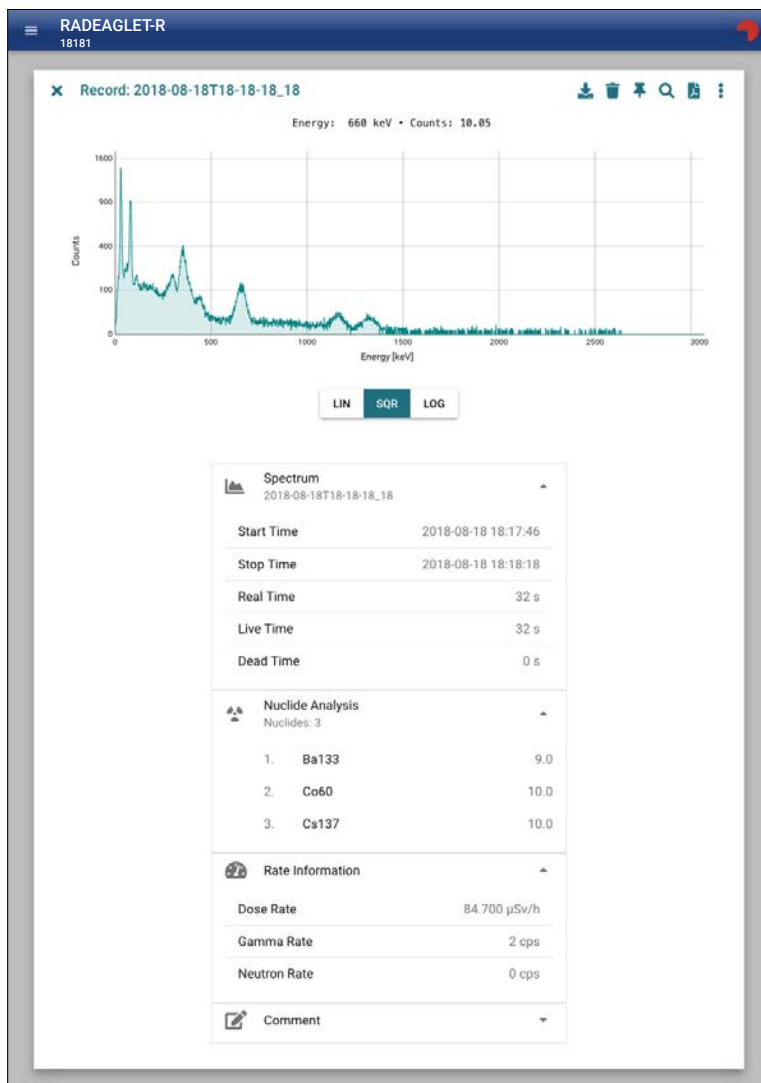 RADEAGLET-R
18181
Record: 2018-08-18T18-18-18_18
Energy: 660 keV • Counts: 10.05
1600
900
400
100
0
Counts
0 500 1000 1500 2000 2500 3000
Energy [keV]
LIN SQR LOG
Spectrum
2018-08-18T18-18-18_18
Start Time 2018-08-18 18:17:46
Stop Time 2018-08-18 18:18:18
Real Time 32 s
Live Time 32 s
Dead Time 0 s
Nuclide Analysis
Nuclides: 3
1. Ba133 9.0
2. Co60 10.0
3. Cs137 10.0
Rate Information
Dose Rate 84.700 µSv/h
Gamma Rate 2 cps
Neutron Rate 0 cps
Comment